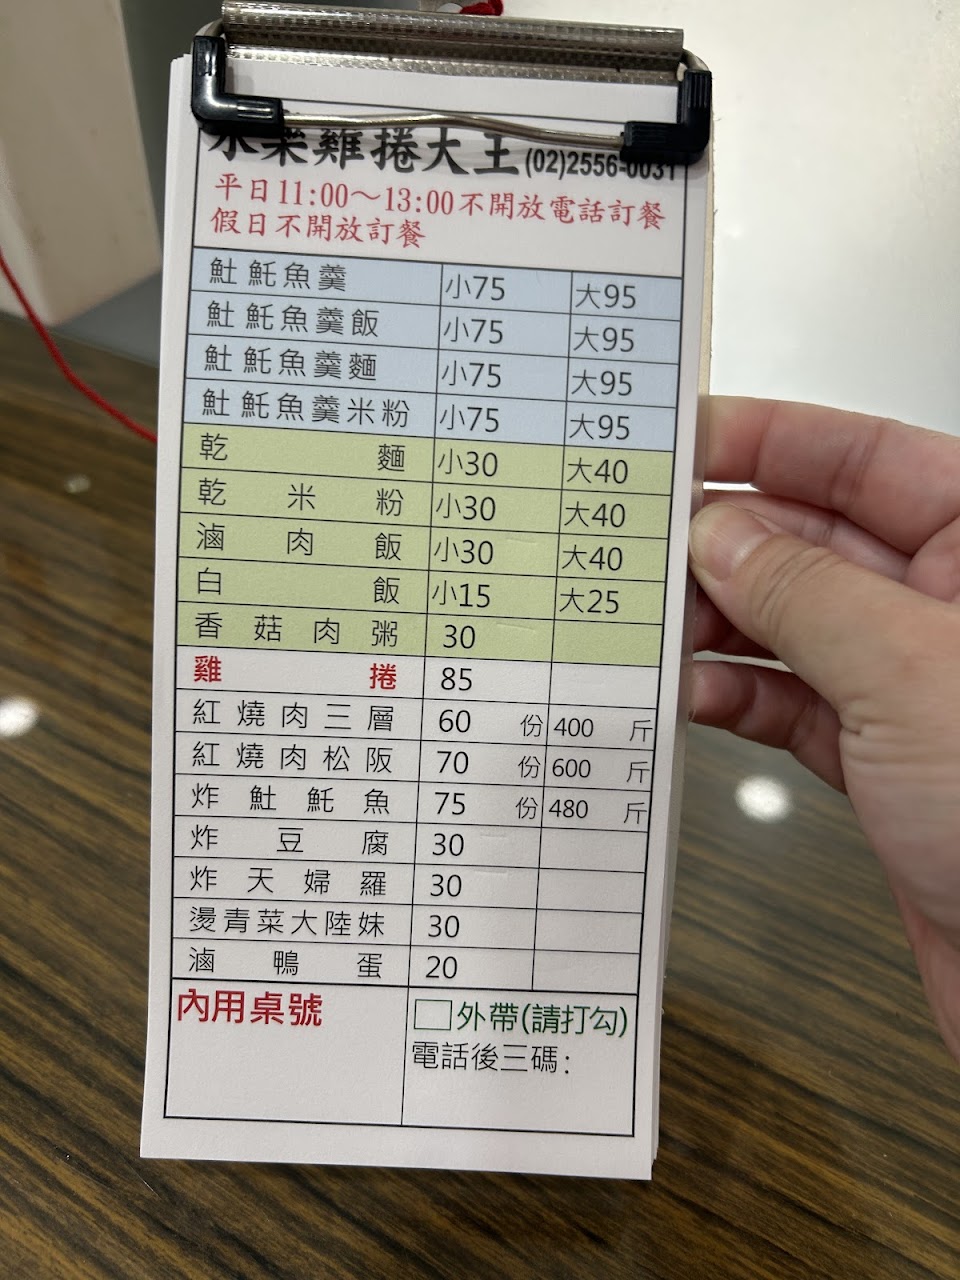 永樂雞捲大王(02)2556-0031
平日11:00～13:00不開放電話訂餐
假日不開放訂餐
魠魠魚羹 小75 大95
魠魠魚羹飯 小75 大95
魠魠魚羹麵 小75 大95
魠魠魚羹米粉 小75 大95
乾麵 小30 大40
乾米粉 小30 大40
滷肉飯 小30 大40
白飯 小15 大25
香菇肉粥 30
雞捲 85
紅燒肉三層 60 份 400 斤
紅燒肉松阪 70 份 600 斤
炸魠魠魚 75 份 480 斤
炸豆腐 30
炸天婦羅 30
燙青菜大陸妹 30
滷鴨蛋 20
內用桌號
外帶(請打勾)
電話後三碼：